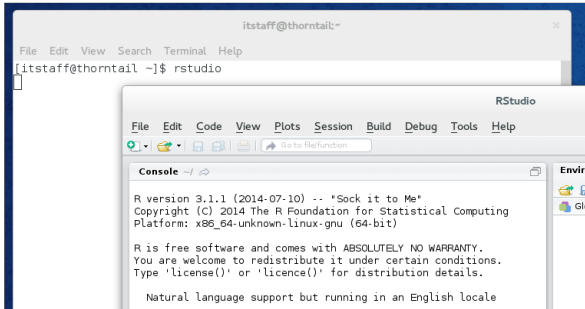 itstaff@thorntail:~
File Edit View Search Terminal Help
[itstaff@thorntail ~]$ rstudio
RStudio
File Edit Code View Plots Session Build Debug Tools Help
Go to file/function
Console ~/
R version 3.1.1 (2014-07-10) -- "Sock it to Me"
Copyright (C) 2014 The R Foundation for Statistical Computing
Platform: x86_64-unknown-linux-gnu (64-bit)
R is free software and comes with ABSOLUTELY NO WARRANTY.
You are welcome to redistribute it under certain conditions.
Type 'license()' or 'licence()' for distribution details.
Natural language support but running in an English locale
Envir
Gl